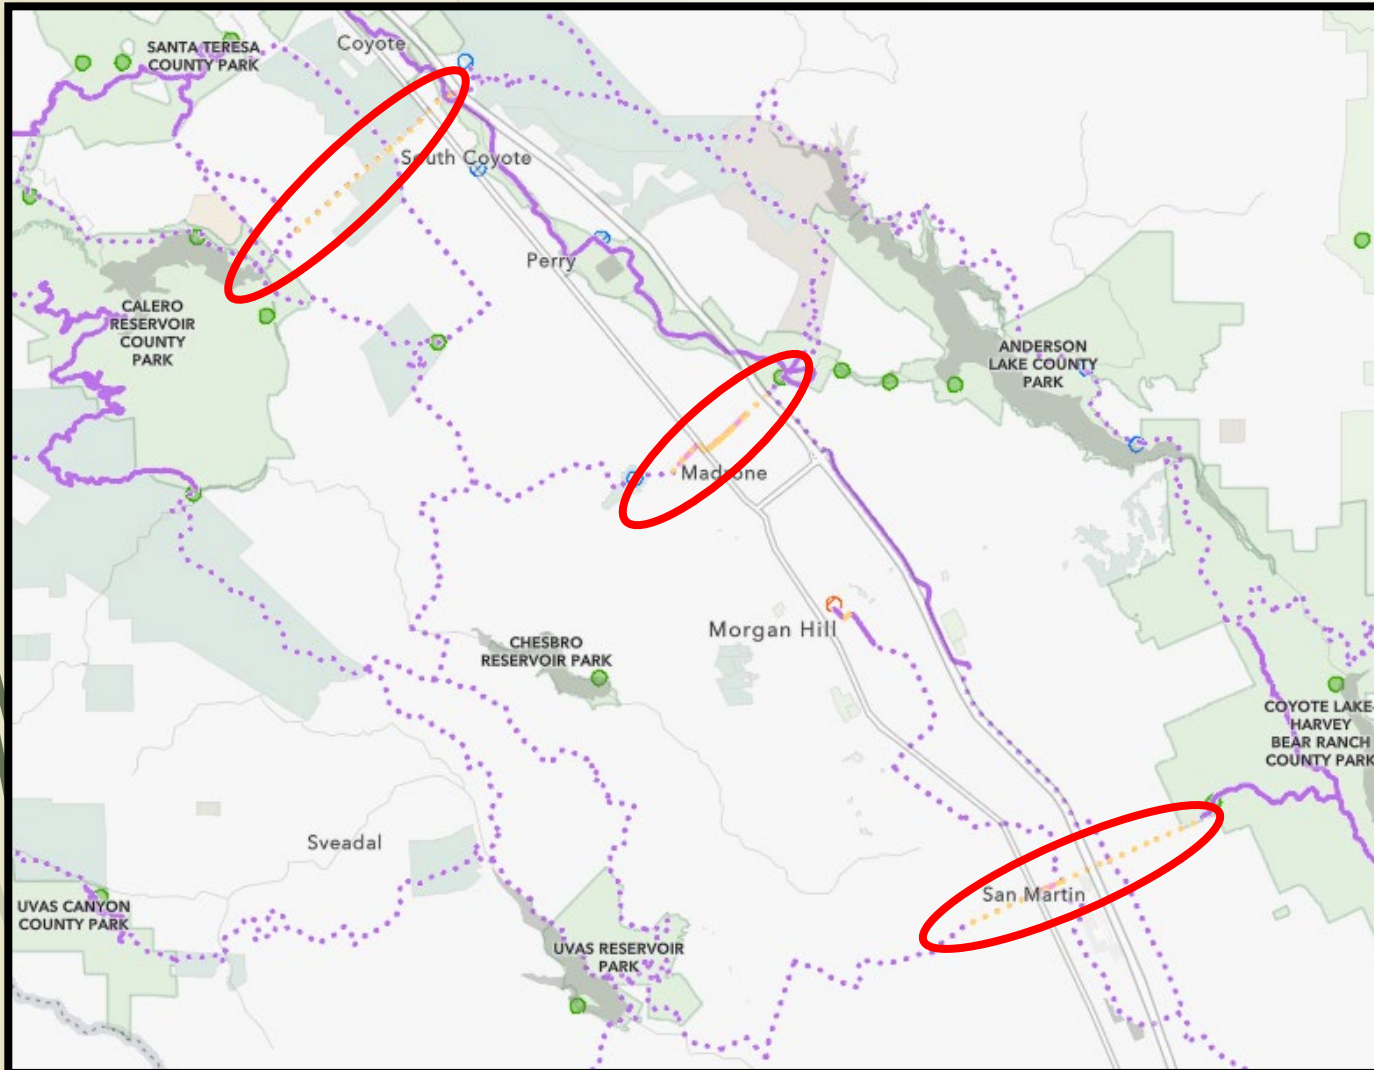 SANTA TERESA
COUNTY PARK
Coyote
South Coyote
Perry
CALERO
RESERVOIR
COUNTY
PARK
ANDERSON
LAKE COUNTY
PARK
Madrone
Morgan Hill
CHESBRO
RESERVOIR PARK
COYOTE LAKE-
HARVEY
BEAR RANCH
COUNTY PARK
Sveadal
San Martin
UVAS CANYON
COUNTY PARK
UVAS RESERVOIR
PARK